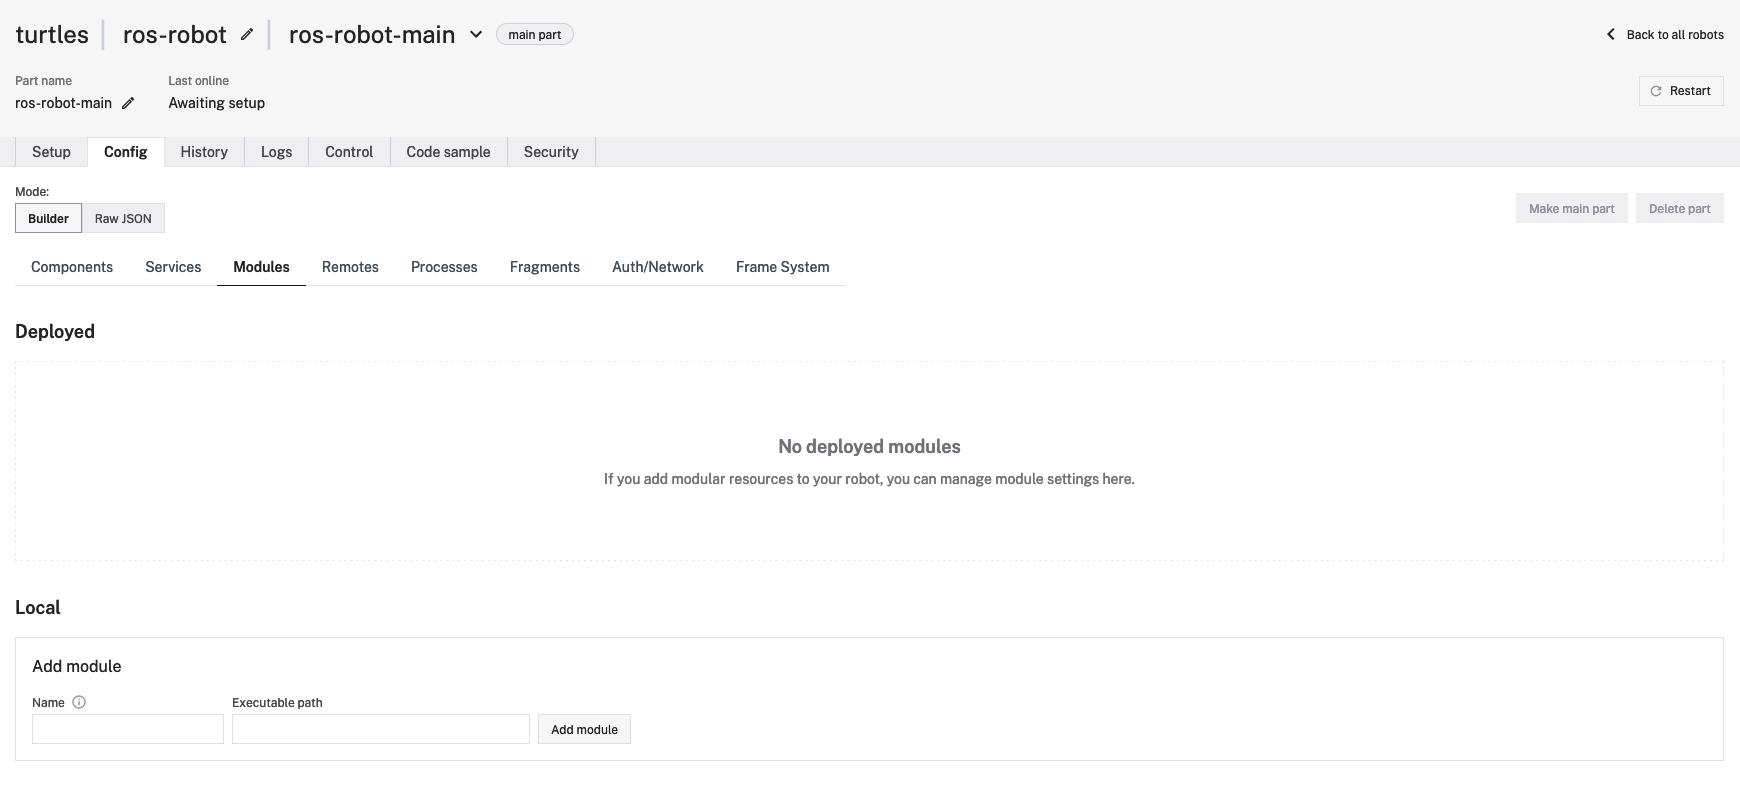 turtles ros-robot ros-robot-main main part Back to all robots
Part name Last online
ros-robot-main Awaiting setup Restart
Setup Config History Logs Control Code sample Security
Mode:
Builder Raw JSON Make main part Delete part
Components Services Modules Remotes Processes Fragments Auth/Network Frame System
Deployed
No deployed modules
If you add modular resources to your robot, you can manage module settings here.
Local
Add module
Name Executable path
Add module